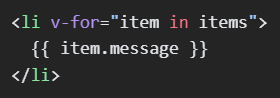 <li v-for="item in items">
  {{ item.message }}
</li>